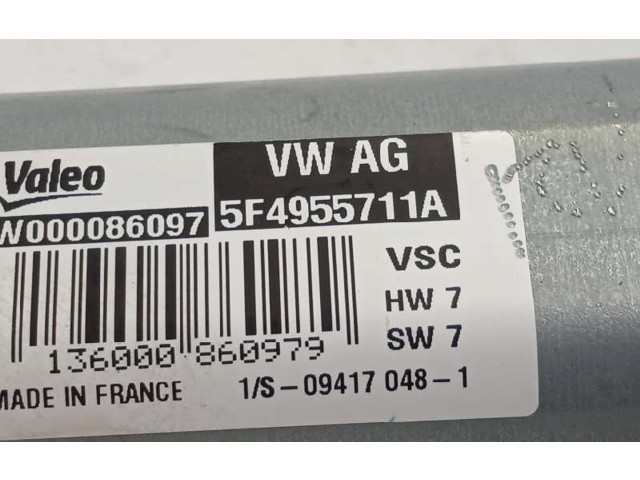 Valeo
VW AG
W000086097
5F4955711A
VSC
HW 7
SW 7
136000 860979
MADE IN FRANCE
1/S-09417 048-1